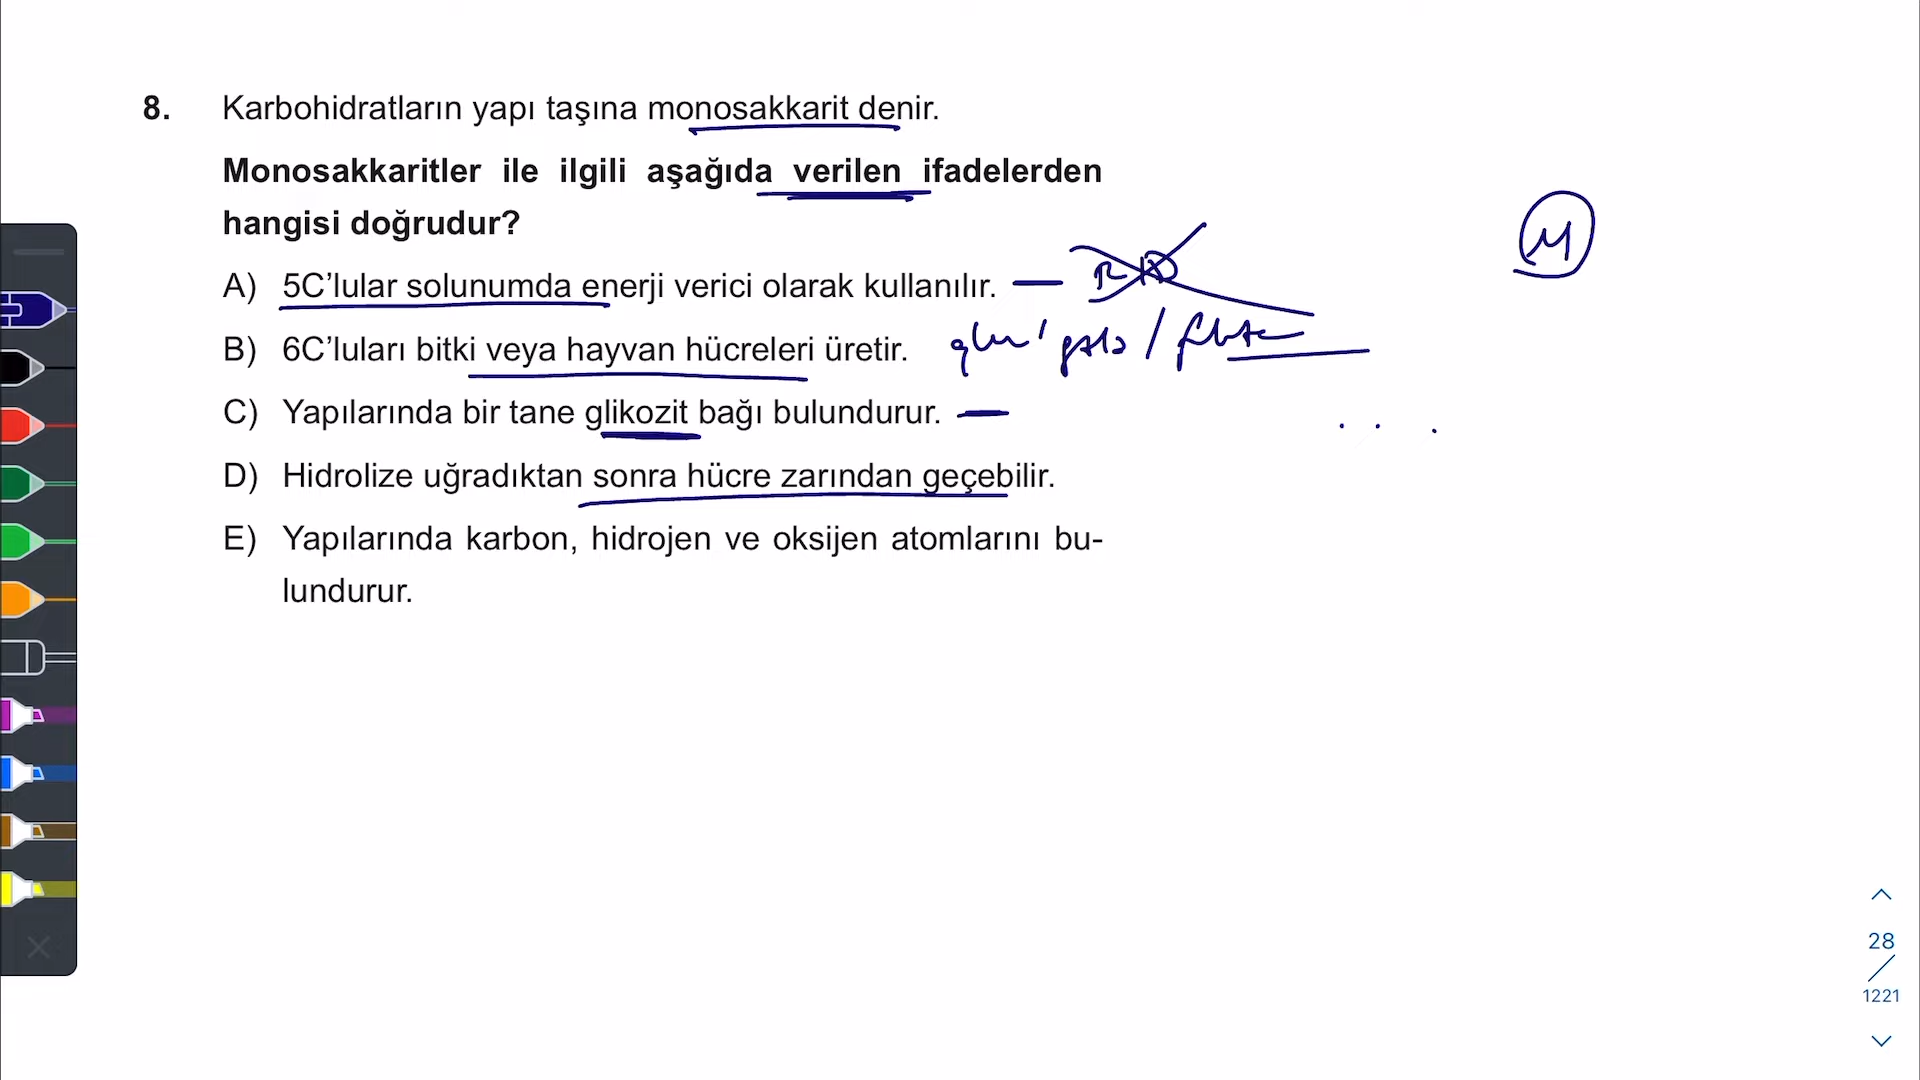 8. Karbohidratların yapı taşına monosakkarit denir.
Monosakkaritler ile ilgili aşağıda verilen ifadelerden
hangisi doğrudur?
A) 5C’lular solunumda enerji verici olarak kullanılır.
B) 6C’luları bitki veya hayvan hücreleri üretir.
C) Yapılarında bir tane glikozit bağı bulundurur.
D) Hidrolize uğradıktan sonra hücre zarından geçebilir.
E) Yapılarında karbon, hidrojen ve oksijen atomlarını bu-
lundurur.
M
28
1221